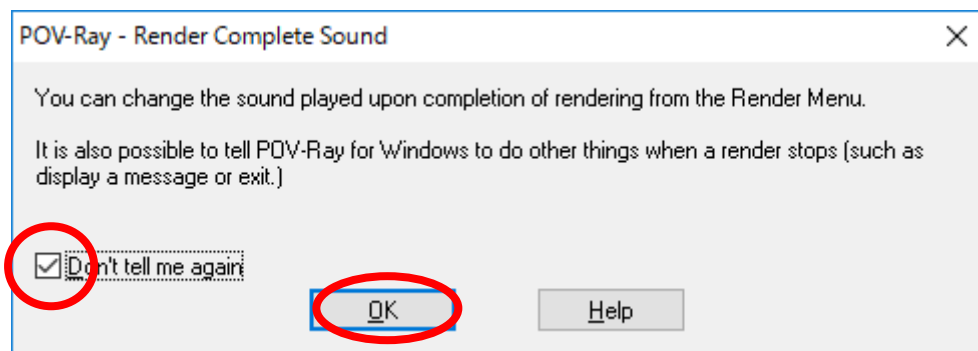 POV-Ray - Render Complete Sound
You can change the sound played upon completion of rendering from the Render Menu.
It is also possible to tell POV-Ray for Windows to do other things when a render stops (such as
display a message or exit.)
Don't tell me again
OK
Help